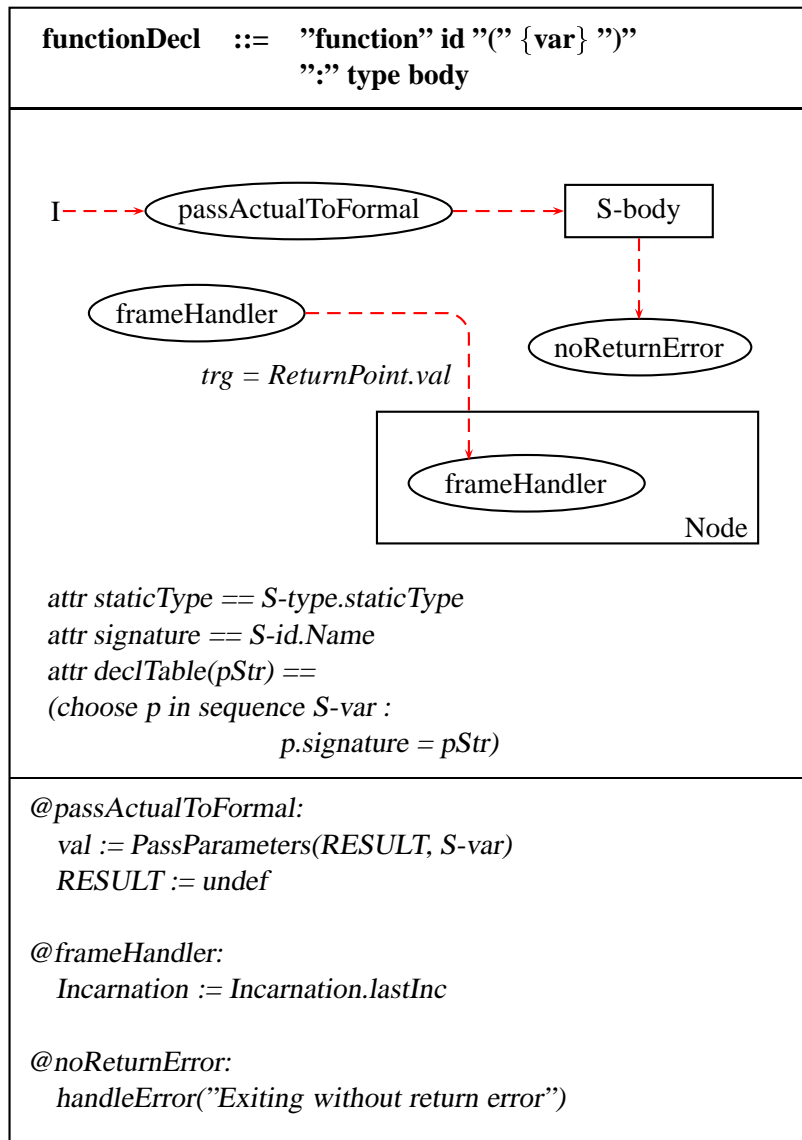 functionDecl ::= ”function” id ”(” {var} ”)”
”:” type body
I
passActualToFormal
S-body
frameHandler
noReturnError
trg = ReturnPoint.val
frameHandler
Node
attr staticType == S-type.staticType
attr signature == S-id.Name
attr declTable(pStr) ==
(choose p in sequence S-var :
p.signature = pStr)
@passActualToFormal:
val := PassParameters(RESULT, S-var)
RESULT := undef
@frameHandler:
Incarnation := Incarnation.lastInc
@noReturnError:
handleError(”Exiting without return error”)